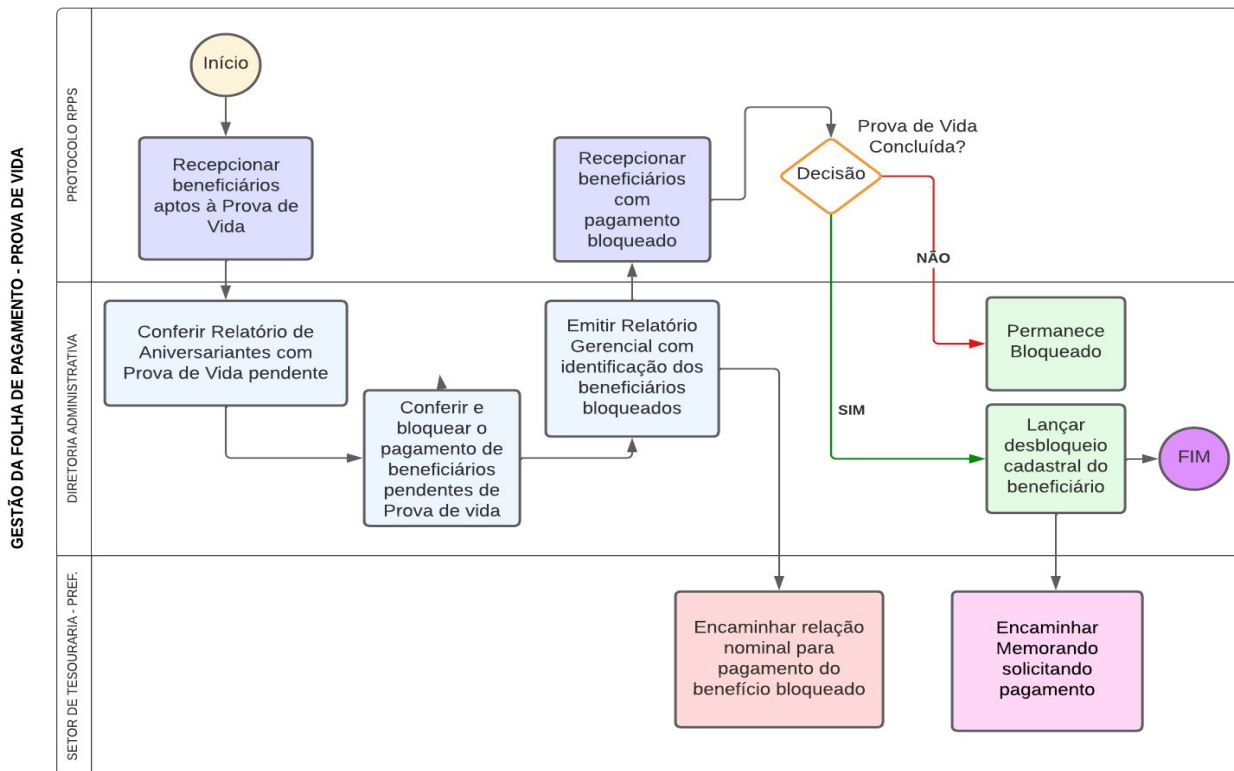 GESTÃO DA FOLHA DE PAGAMENTO - PROVA DE VIDA
PROTOCOLO RPPS
Início
Recepcionar
beneficiários
aptos à Prova de
Vida
Recepcionar
beneficiários
com
pagamento
bloqueado
Prova de Vida
Concluída?
Decisão
NÃO
SIM
DIRETORIA ADMINISTRATIVA
Conferir Relatório de
Aniversariantes com
Prova de Vida pendente
Conferir e
bloquear o
pagamento de
beneficiários
pendentes de
Prova de vida
Emitir Relatório
Gerencial com
identificação dos
beneficiários
bloqueados
Permanece
Bloqueado
Lançar
desbloqueio
cadastral do
beneficiário
FIM
SETOR DE TESOURARIA - PREF.
Encaminhar relação
nominal para
pagamento do
benefício bloqueado
Encaminhar
Memorando
solicitando
pagamento